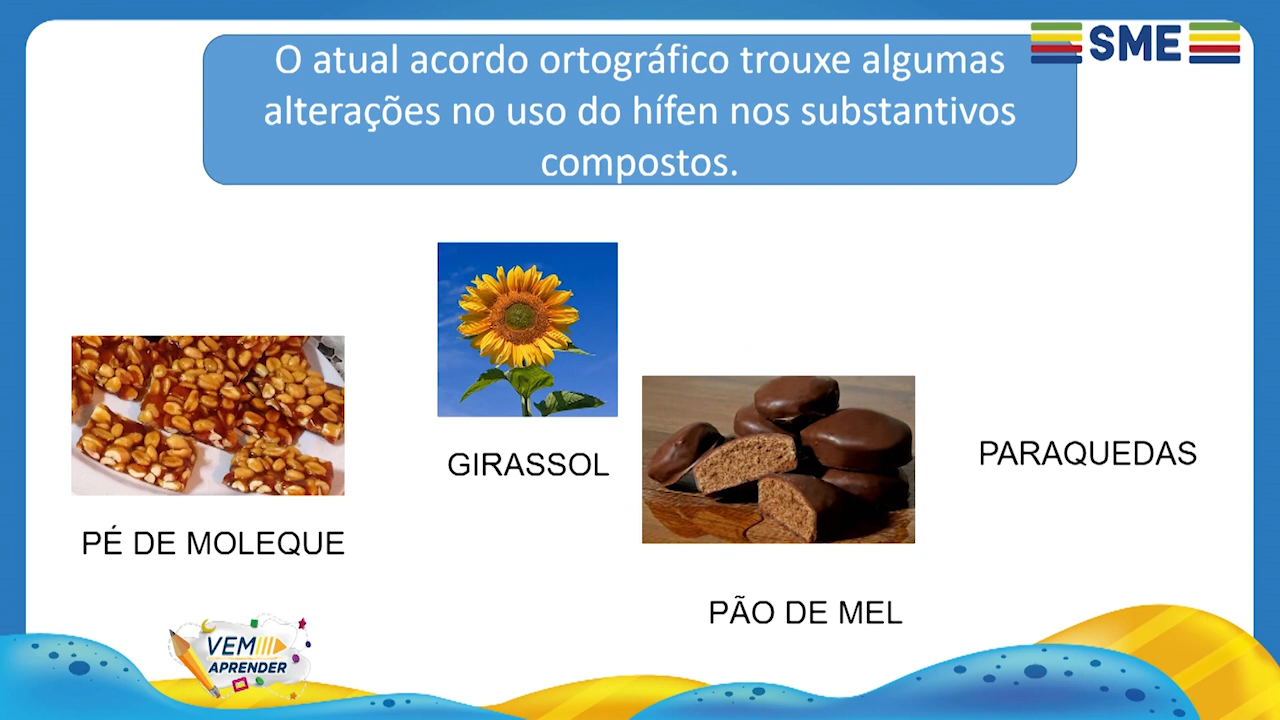 SME
O atual acordo ortográfico trouxe algumas
alterações no uso do hífen nos substantivos
compostos.
GIRASSOL
PARAQUEDAS
PÉ DE MOLEQUE
PÃO DE MEL
VEM
APRENDER